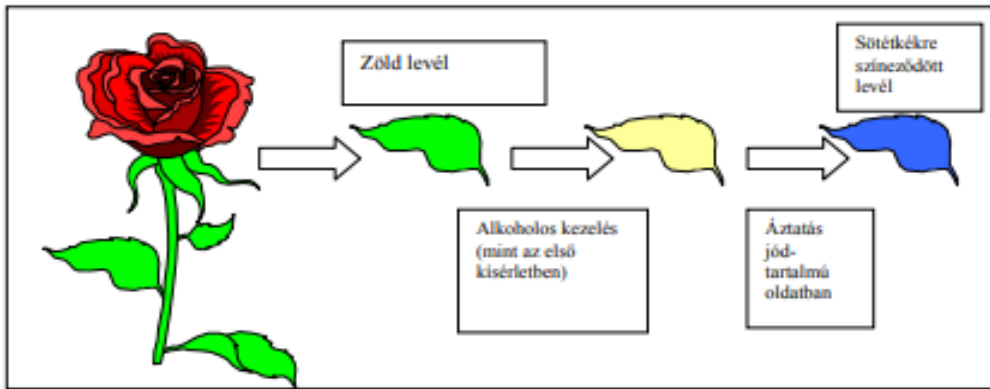 Zöld levél
Sötétkékre
színeződött
levél
Alkoholos kezelés
(mint az első
kísérletben)
Áztatás
jód-
tartalmú
oldatban